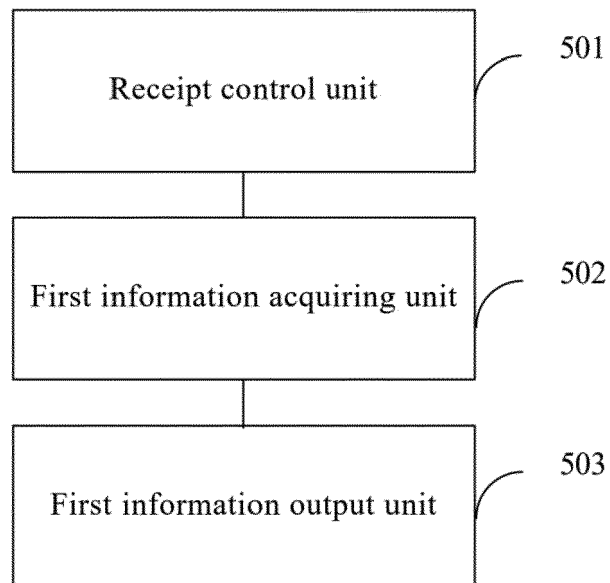 Receipt control unit
501
First information acquiring unit
502
First information output unit
503